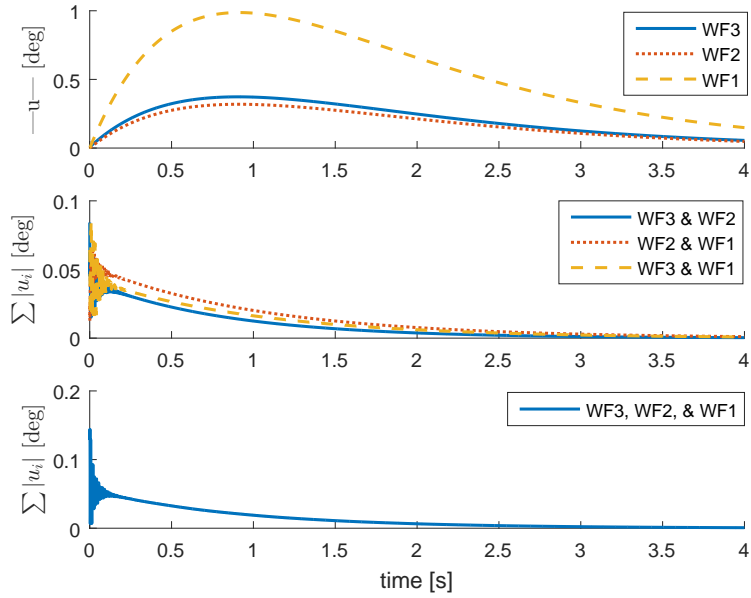 1
0.5
0
—u— [deg]
WF3
WF2
WF1
0 0.5 1 1.5 2 2.5 3 3.5 4
0.1
0.05
0
∑ |u_i| [deg]
WF3 & WF2
WF2 & WF1
WF3 & WF1
0 0.5 1 1.5 2 2.5 3 3.5 4
0.2
0.1
0
∑ |u_i| [deg]
WF3, WF2, & WF1
0 0.5 1 1.5 2 2.5 3 3.5 4
time [s]